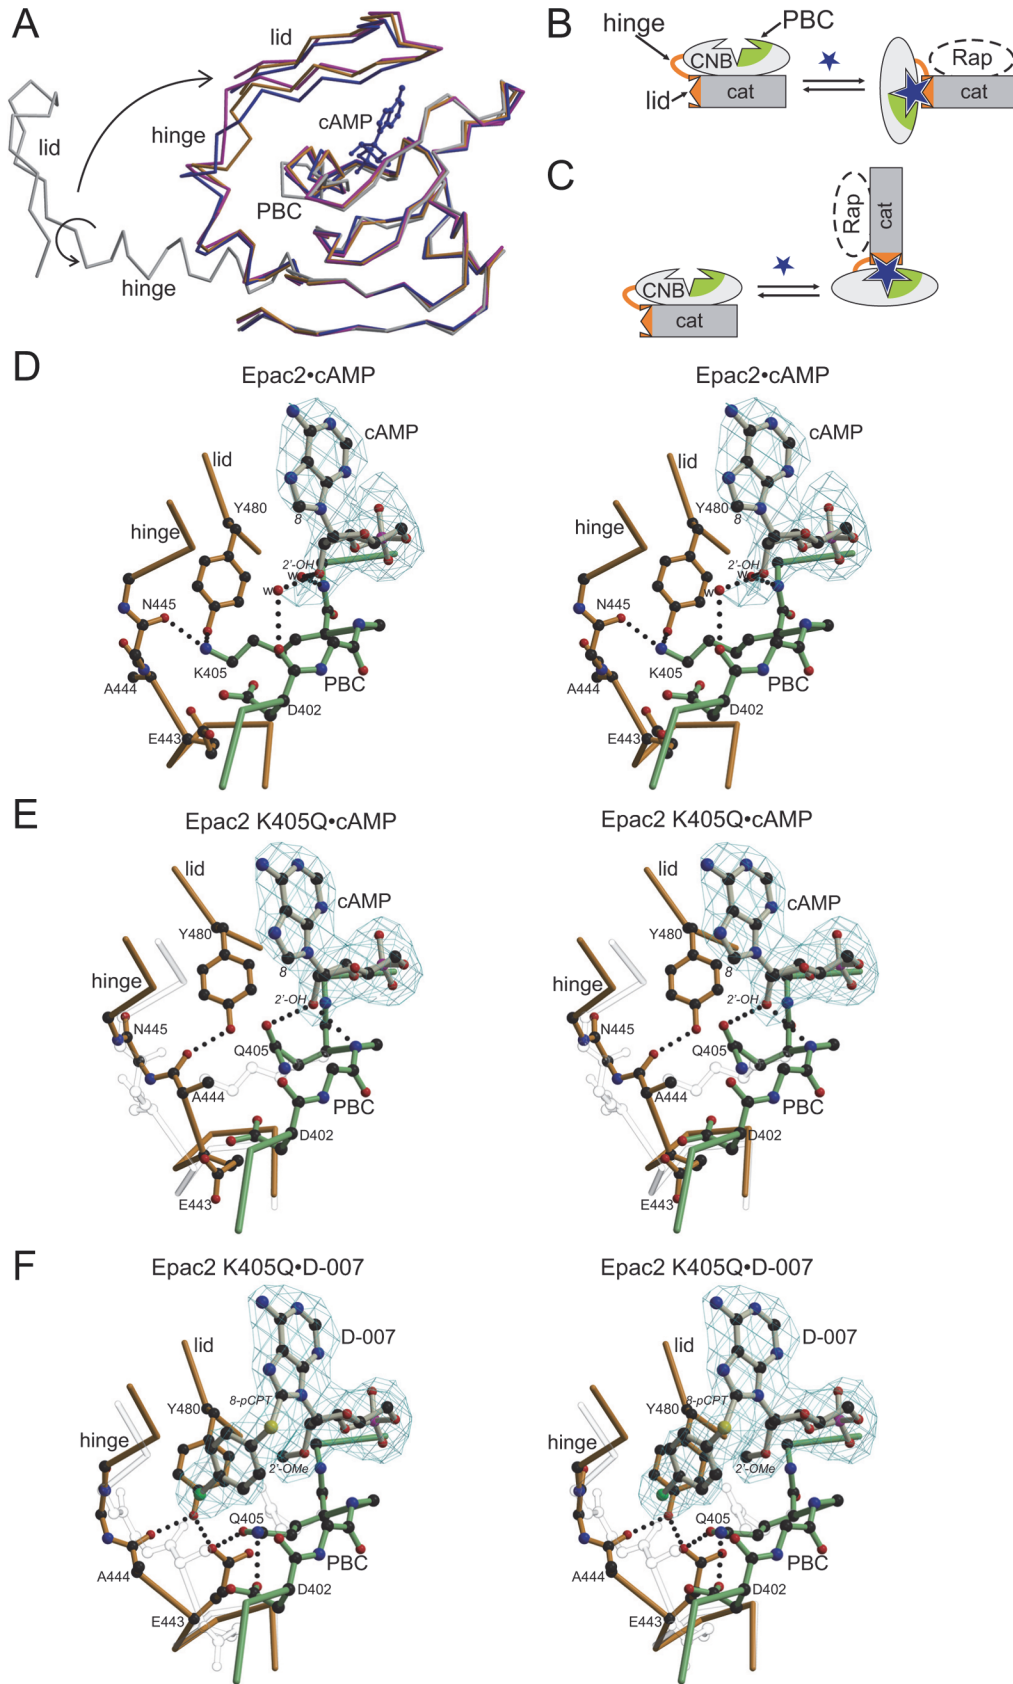 A
lid
lid
hinge
cAMP
PBC
hinge
B
hinge
PBC
CNB
lid
cat
Rap
cat
C
CNB
cat
Rap
cat
D
Epac2•cAMP
Epac2•cAMP
cAMP
lid
8
Y480
hinge
2'-OH
w
w
N445
K405
A444
PBC
D402
E443
cAMP
lid
8
Y480
hinge
2'-OH
w
w
N445
K405
A444
PBC
D402
E443
E
Epac2 K405Q•cAMP
Epac2 K405Q•cAMP
lid
cAMP
Y480
8
hinge
2'-OH
N445
Q405
A444
PBC
D402
E443
lid
cAMP
Y480
8
hinge
2'-OH
N445
Q405
A444
PBC
D402
E443
F
Epac2 K405Q•D-007
Epac2 K405Q•D-007
lid
D-007
8-pCPT
Y480
hinge
2'-OMe
Q405
PBC
A444
D402
E443
lid
D-007
8-pCPT
Y480
hinge
2'-OMe
Q405
PBC
A444
D402
E443